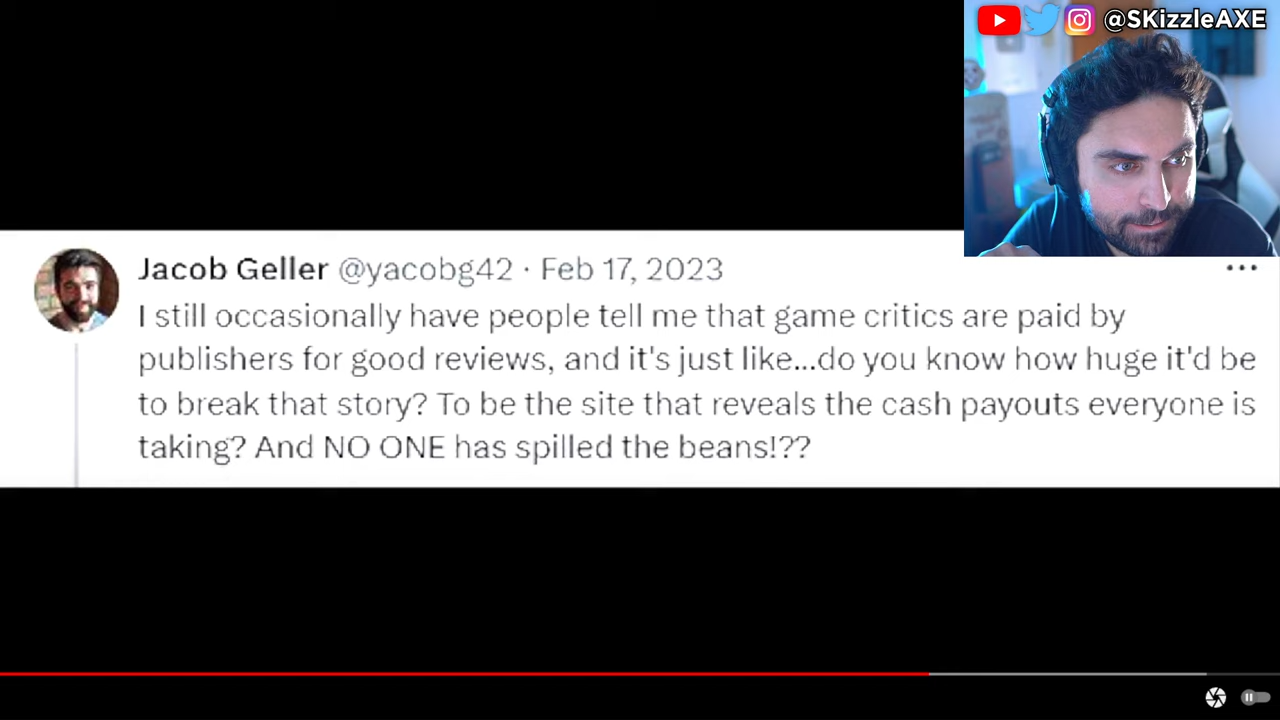 @SKizzleAXE
Jacob Geller @yacobg42 · Feb 17, 2023
I still occasionally have people tell me that game critics are paid by
publishers for good reviews, and it's just like...do you know how huge it'd be
to break that story? To be the site that reveals the cash payouts everyone is
taking? And NO ONE has spilled the beans!??